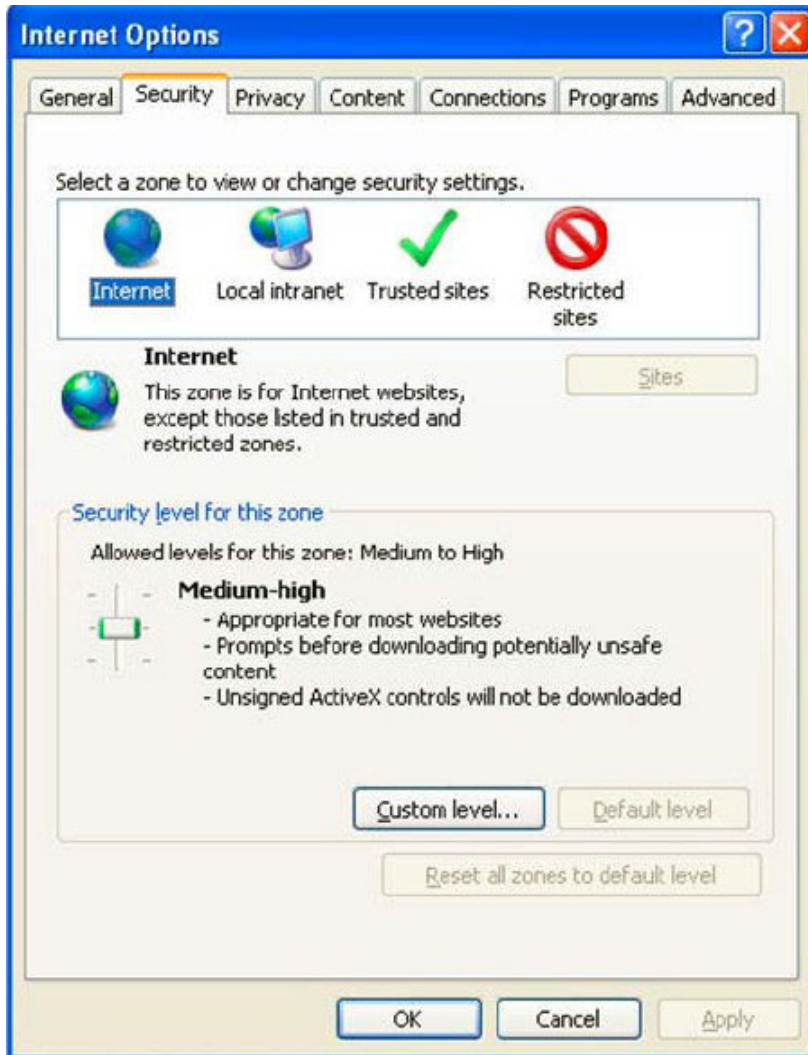 Internet Options
General Security Privacy Content Connections Programs Advanced
Select a zone to view or change security settings.
Internet Local intranet Trusted sites Restricted
sites
Internet
Sites
This zone is for Internet websites,
except those listed in trusted and
restricted zones.
Security level for this zone
Allowed levels for this zone: Medium to High
Medium-high
- Appropriate for most websites
- Prompts before downloading potentially unsafe
content
- Unsigned ActiveX controls will not be downloaded
Custom level... Default level
Reset all zones to default level
OK Cancel Apply